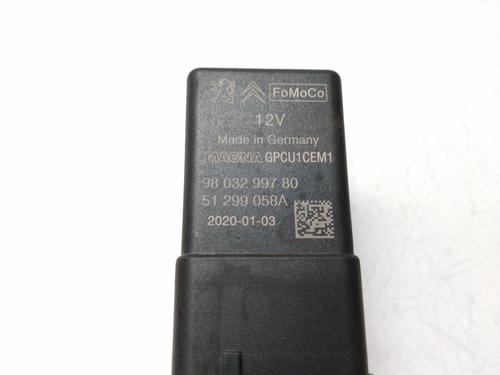 FoMoCo
12V
Made in Germany
MAGNA GPCU1CEM1
98 032 997 80
51 299 058A
2020-01-03